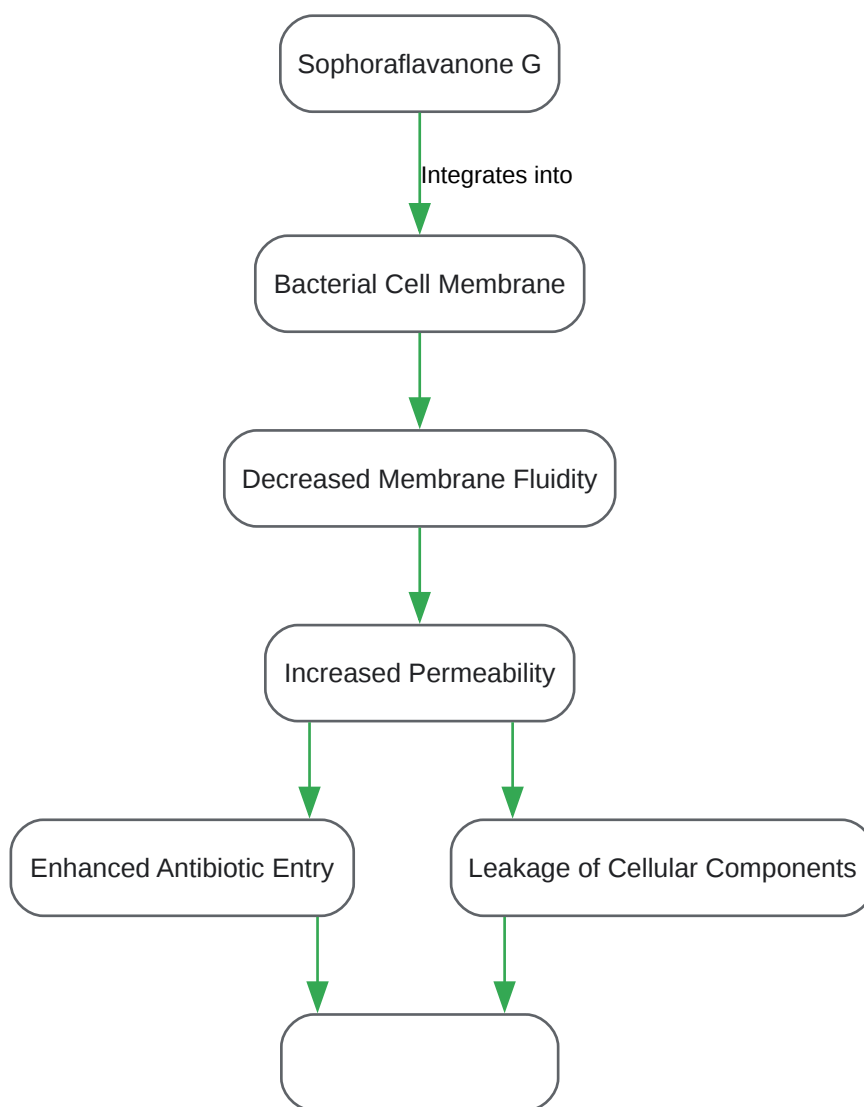 Sophoraflavanone G
Integrates into
Bacterial Cell Membrane
Decreased Membrane Fluidity
Increased Permeability
Enhanced Antibiotic Entry
Leakage of Cellular Components